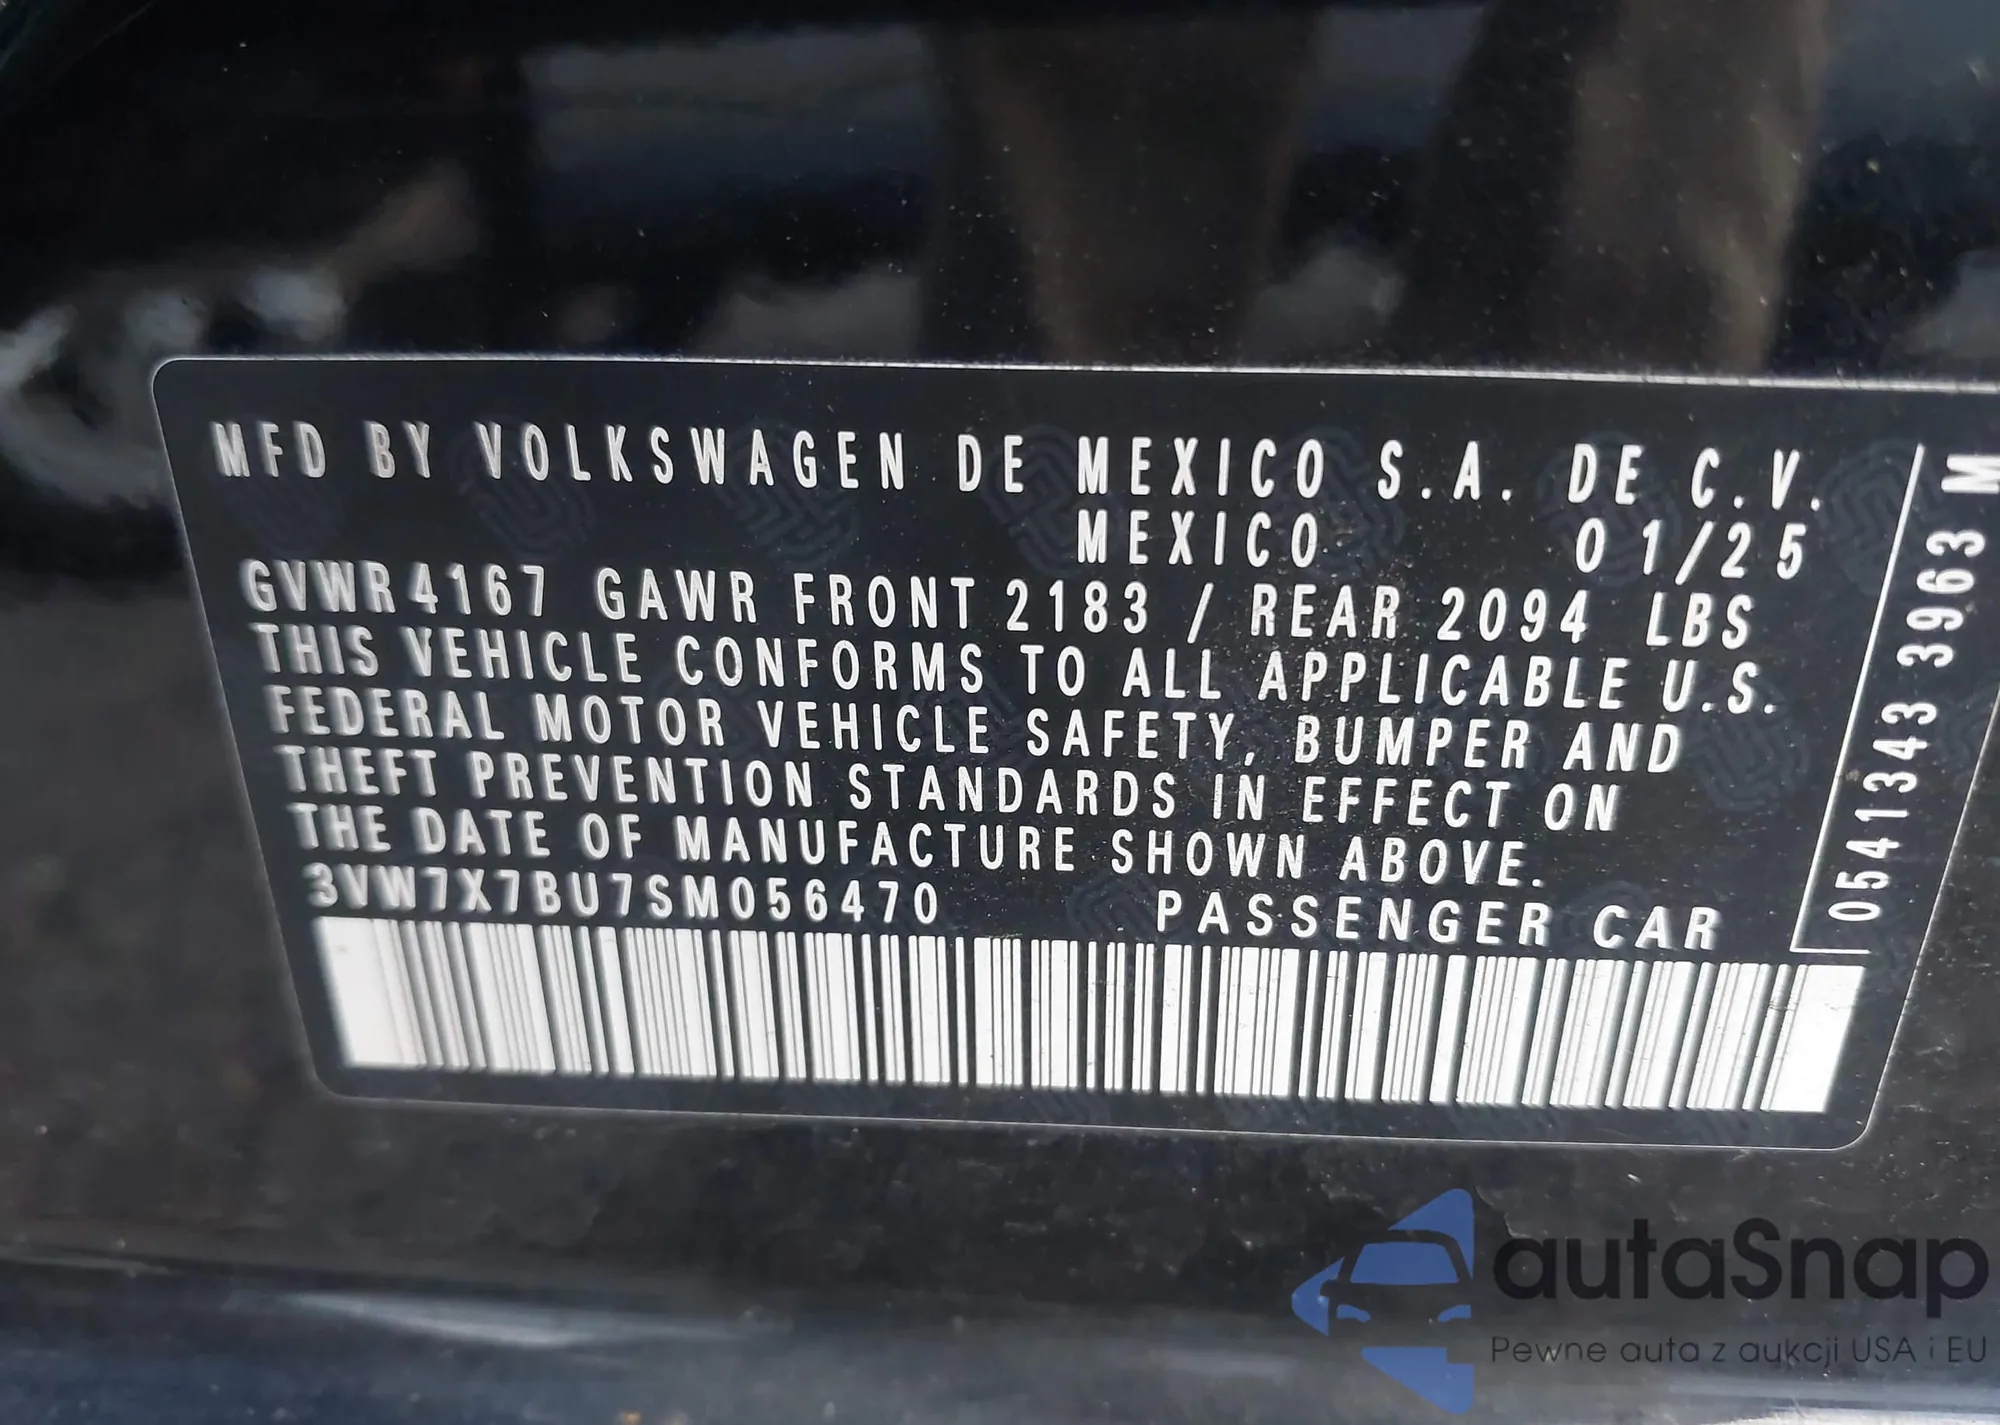 MFD BY VOLKSWAGEN DE MEXICO S.A. DE C.V.
MEXICO 01/25
GVWR 4167 GAWR FRONT 2183 / REAR 2094 LBS
THIS VEHICLE CONFORMS TO ALL APPLICABLE U.S.
FEDERAL MOTOR VEHICLE SAFETY, BUMPER AND
THEFT PREVENTION STANDARDS IN EFFECT ON
THE DATE OF MANUFACTURE SHOWN ABOVE.
3VW7X7BU7SM056470 PASSENGER CAR
0541343 3963 M
autaSnap
Pewne auta z aukcji USA i EU